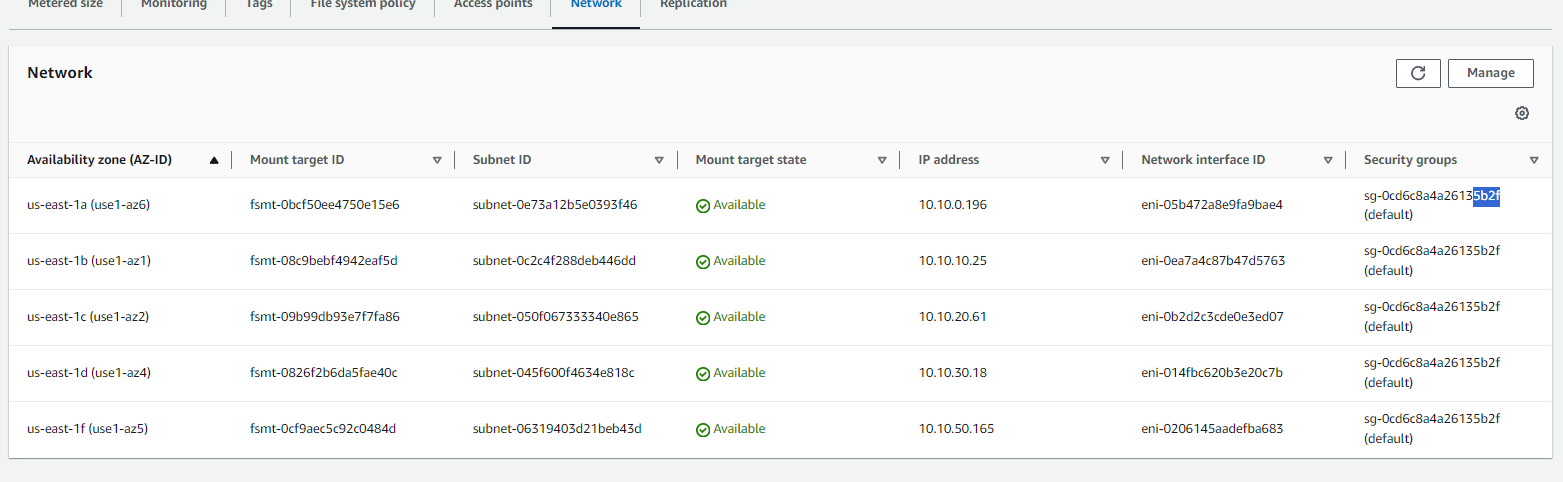 Metered size Monitoring Tags File system policy Access points Network Replication
Network
Manage
Availability zone (AZ-ID) Mount target ID Subnet ID Mount target state IP address Network interface ID Security groups
us-east-1a (use1-az6) fsmt-0bcf50ee4750e15e6 subnet-0e73a12b5e0393f46 Available 10.10.0.196 eni-05b472a8e9fa9bae4 sg-0cd6c8a4a26135b2f
(default)
us-east-1b (use1-az1) fsmt-08c9bebf4942eaf5d subnet-0c2c4f288deb446dd Available 10.10.10.25 eni-0ea7a4c87b47d5763 sg-0cd6c8a4a26135b2f
(default)
us-east-1c (use1-az2) fsmt-09b99db93e7f7fa86 subnet-050f067333340e865 Available 10.10.20.61 eni-0b2d2c3cde0e3ed07 sg-0cd6c8a4a26135b2f
(default)
us-east-1d (use1-az4) fsmt-0826f2b6da5fae40c subnet-045f600f4634e818c Available 10.10.30.18 eni-014fbc620b3e20c7b sg-0cd6c8a4a26135b2f
(default)
us-east-1f (use1-az5) fsmt-0cf9aec5c92c0484d subnet-06319403d21beb43d Available 10.10.50.165 eni-0206145aadefba683 sg-0cd6c8a4a26135b2f
(default)